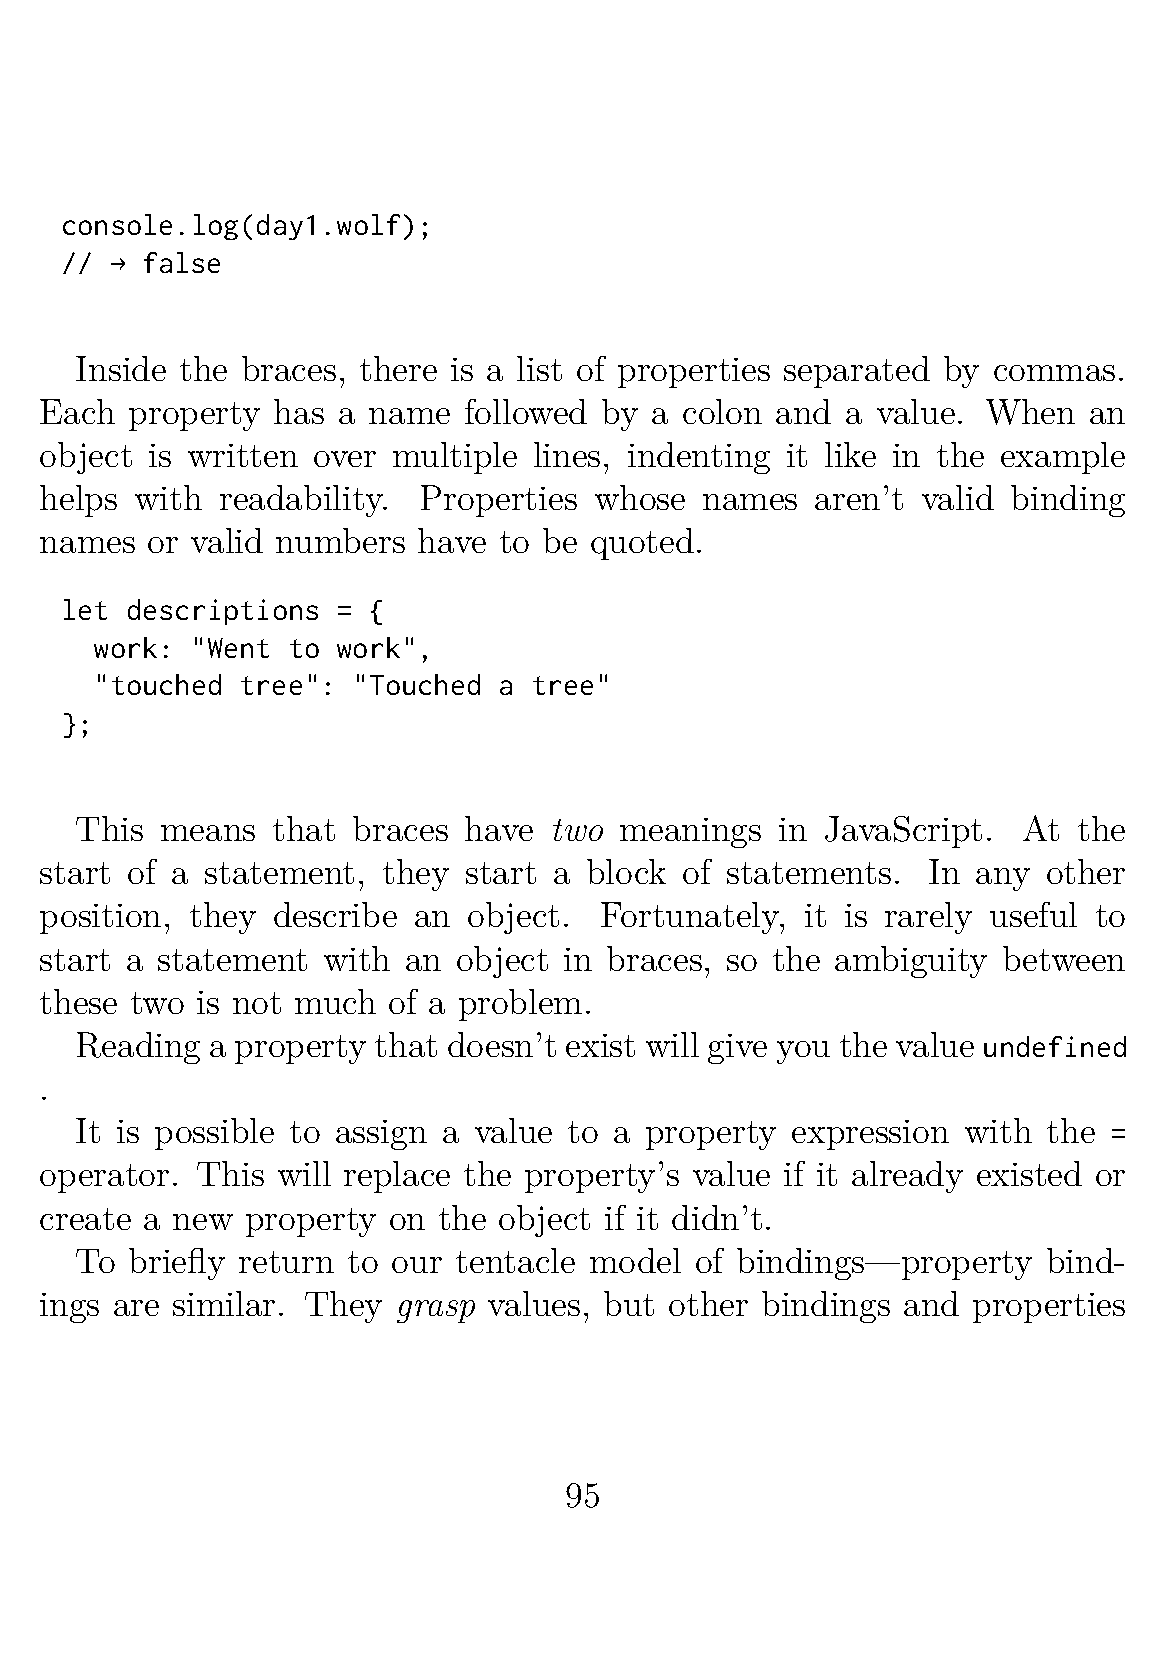 console.log(day1.wolf);
// → false
Inside the braces, there is a list of properties separated by commas.
Each property has a name followed by a colon and a value. When an
object is written over multiple lines, indenting it like in the example
helps with readability. Properties whose names aren't valid binding
names or valid numbers have to be quoted.
let descriptions = {
  work: "Went to work",
  "touched tree": "Touched a tree"
};
This means that braces have two meanings in JavaScript. At the
start of a statement, they start a block of statements. In any other
position, they describe an object. Fortunately, it is rarely useful to
start a statement with an object in braces, so the ambiguity between
these two is not much of a problem.
Reading a property that doesn't exist will give you the value undefined
.
It is possible to assign a value to a property expression with the =
operator. This will replace the property's value if it already existed or
create a new property on the object if it didn't.
To briefly return to our tentacle model of bindings—property bind-
ings are similar. They grasp values, but other bindings and properties
95